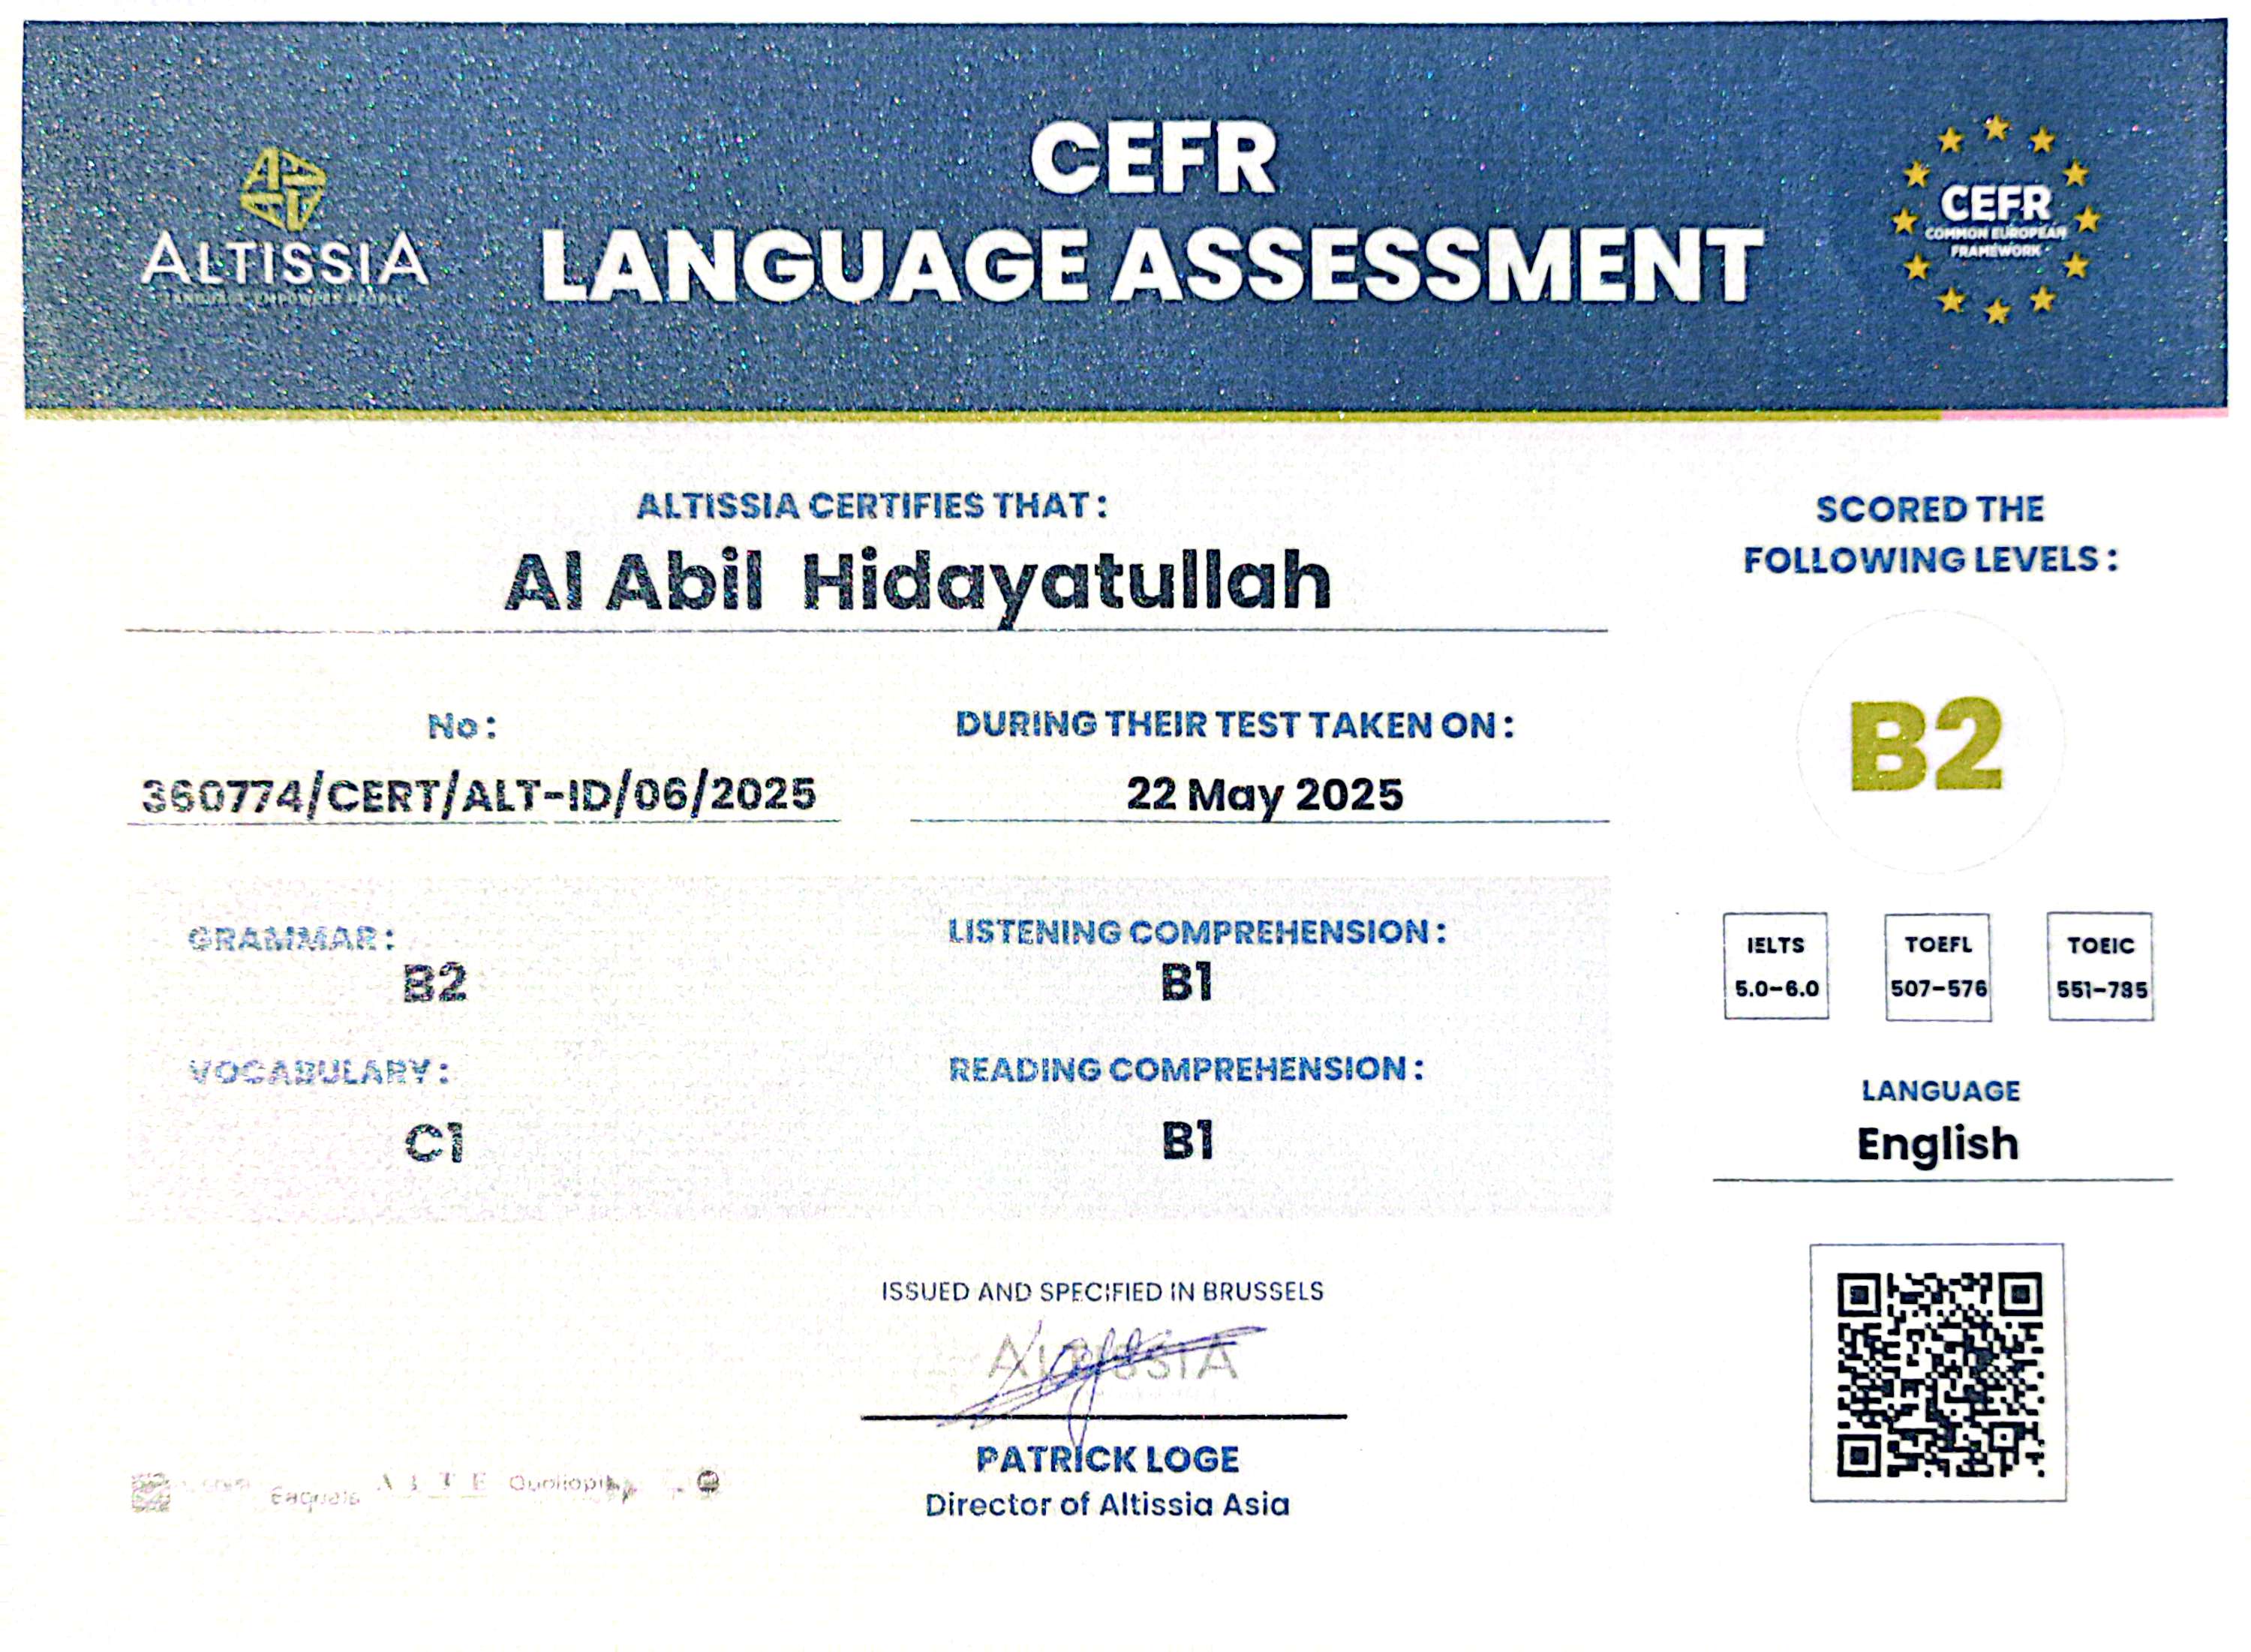 CEFR
LANGUAGE ASSESSMENT
ALTISSIA
LANGUAGE EMPOWERS PEOPLE
CEFR
COMMON EUROPEAN
FRAMEWORK
ALTISSIA CERTIFIES THAT :
Al Abil Hidayatullah
No :
360774/CERT/ALT-ID/06/2025
DURING THEIR TEST TAKEN ON :
22 May 2025
GRAMMAR :
B2
LISTENING COMPREHENSION :
B1
VOCABULARY :
C1
READING COMPREHENSION :
B1
SCORED THE
FOLLOWING LEVELS :
B2
IELTS
5.0-6.0
TOEFL
507-576
TOEIC
551-785
LANGUAGE
English
ISSUED AND SPECIFIED IN BRUSSELS
ALTISSIA
PATRICK LOGE
Director of Altissia Asia
Eaquals
ALTE